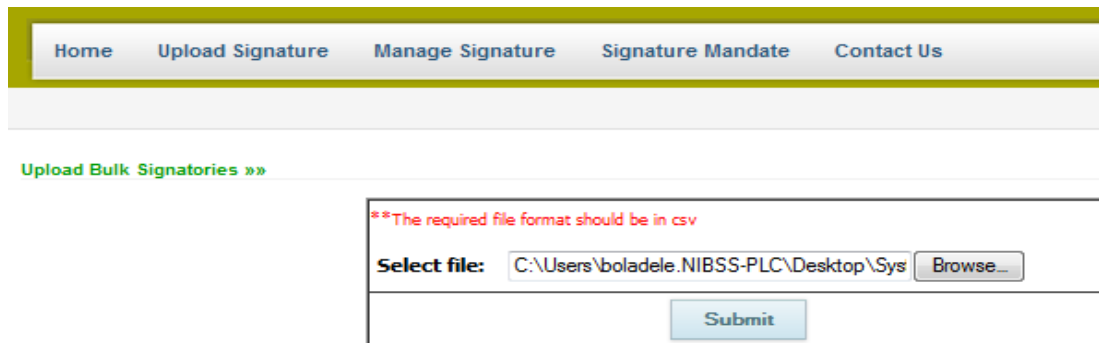 Home Upload Signature Manage Signature Signature Mandate Contact Us
Upload Bulk Signatories »»
**The required file format should be in csv
Select file: C:\Users\boladele.NIBSS-PLC\Desktop\Sys Browse...
Submit